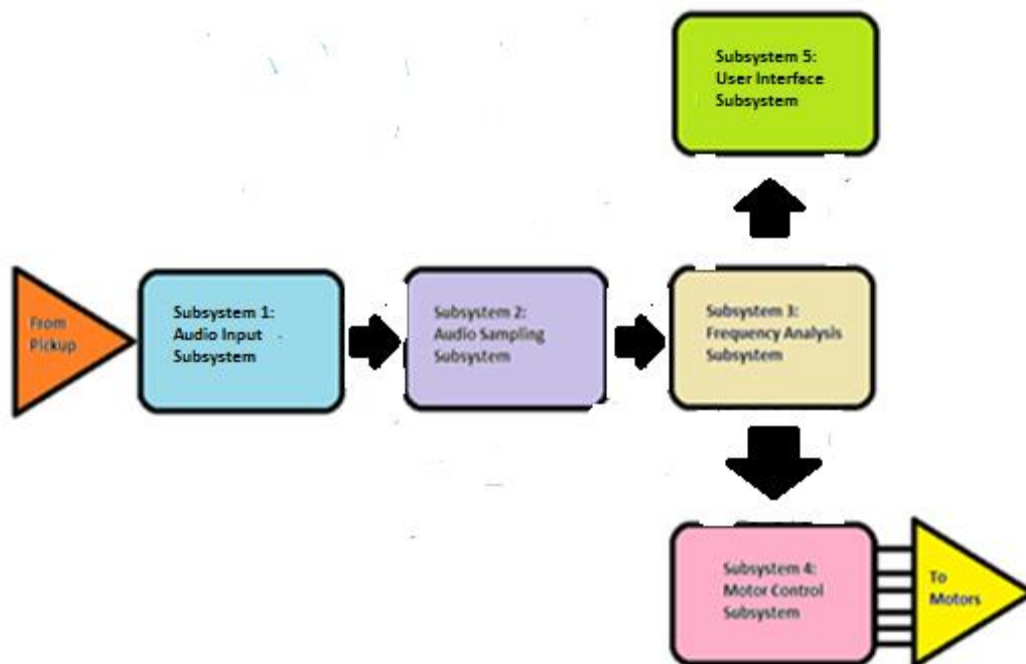 Subsystem 5:
User Interface
Subsystem
From
Pickup
Subsystem 1:
Audio Input
Subsystem
Subsystem 2:
Audio Sampling
Subsystem
Subsystem 3:
Frequency Analysis
Subsystem
Subsystem 4:
Motor Control
Subsystem
To
Motors